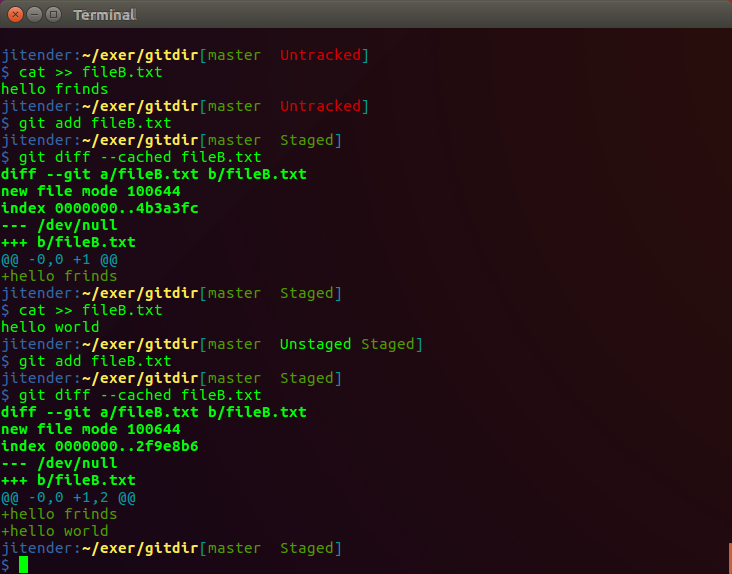 Terminal
jitender:~/exer/gitdir[master  Untracked]
$ cat >> fileB.txt
hello frinds
jitender:~/exer/gitdir[master  Untracked]
$ git add fileB.txt
jitender:~/exer/gitdir[master  Staged]
$ git diff --cached fileB.txt
diff --git a/fileB.txt b/fileB.txt
new file mode 100644
index 0000000..4b3a3fc
--- /dev/null
+++ b/fileB.txt
@@ -0,0 +1 @@
+hello frinds
jitender:~/exer/gitdir[master  Staged]
$ cat >> fileB.txt
hello world
jitender:~/exer/gitdir[master  Unstaged Staged]
$ git add fileB.txt
jitender:~/exer/gitdir[master  Staged]
$ git diff --cached fileB.txt
diff --git a/fileB.txt b/fileB.txt
new file mode 100644
index 0000000..2f9e8b6
--- /dev/null
+++ b/fileB.txt
@@ -0,0 +1,2 @@
+hello frinds
+hello world
jitender:~/exer/gitdir[master  Staged]
$